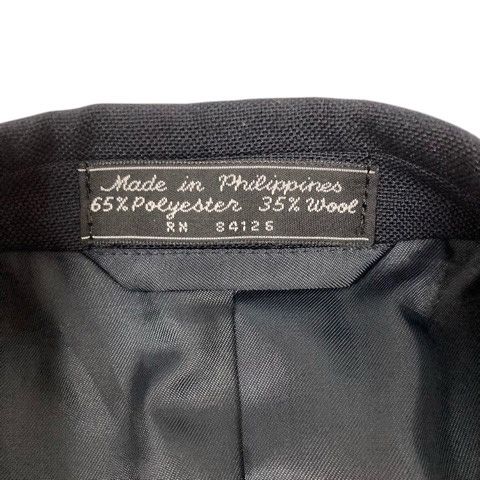 Made in Philippines
65% Polyester 35% Wool
RN 84126